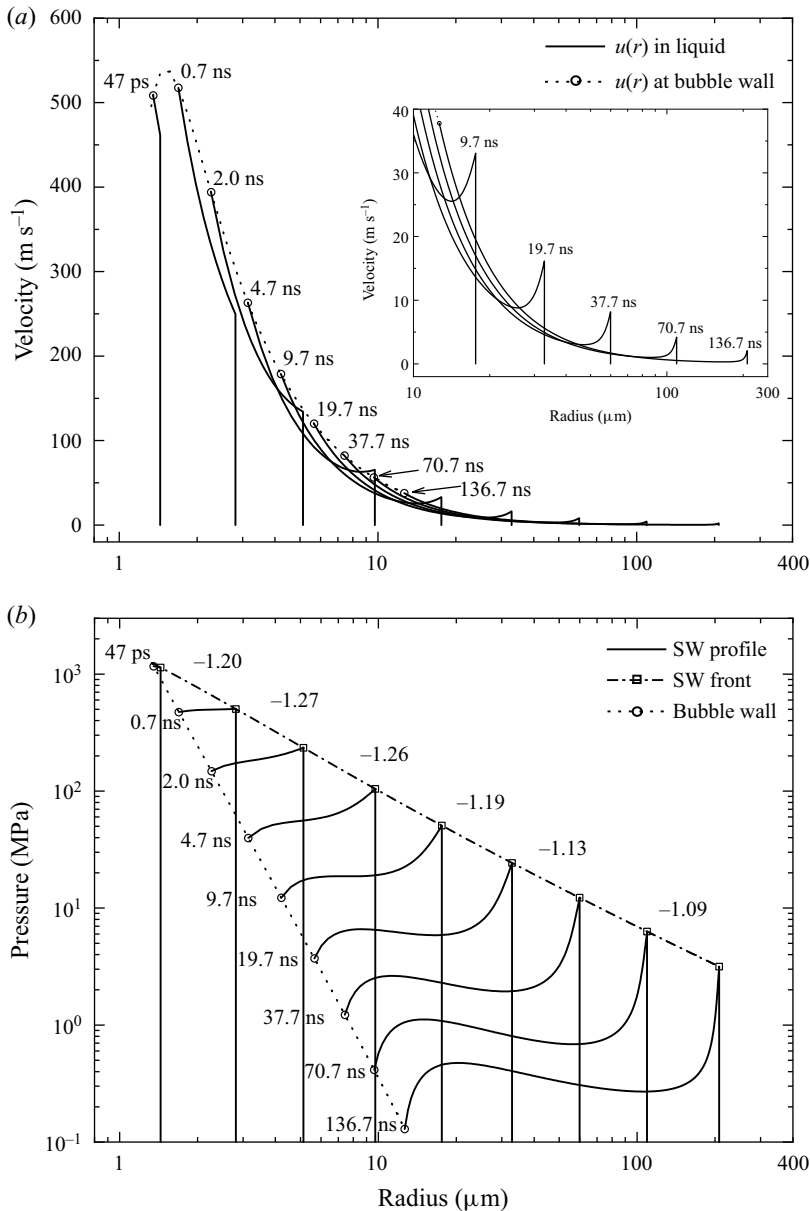 (a)
600
500
400
300
200
100
0
Velocity (m s⁻¹)
47 ps
0.7 ns
2.0 ns
4.7 ns
9.7 ns
19.7 ns
37.7 ns
70.7 ns
136.7 ns
u(r) in liquid
u(r) at bubble wall
40
30
20
10
0
Velocity (m s⁻¹)
9.7 ns
19.7 ns
37.7 ns
70.7 ns
136.7 ns
10
100
300
Radius (μm)
1
10
100
400
(b)
10³
10²
10¹
10⁰
10⁻¹
Pressure (MPa)
47 ps
–1.20
–1.27
–1.26
–1.19
–1.13
–1.09
SW profile
SW front
Bubble wall
0.7 ns
2.0 ns
4.7 ns
9.7 ns
19.7 ns
37.7 ns
70.7 ns
136.7 ns
1
10
100
400
Radius (μm)